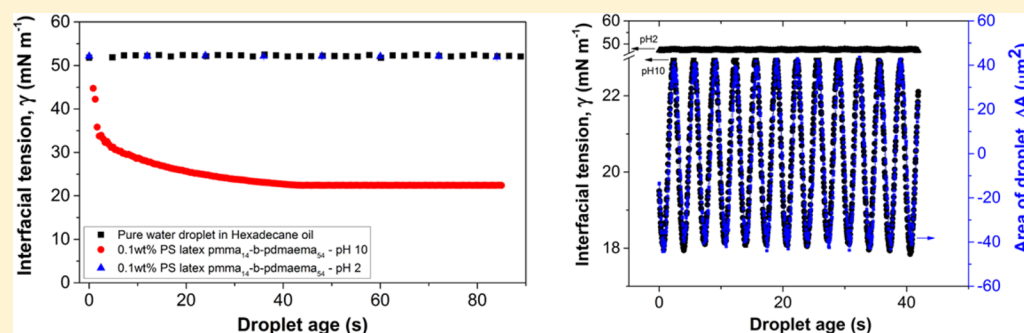 60
50
40
30
20
10
0
Interfacial tension, γ (mN m⁻¹)
Pure water droplet in Hexadecane oil
0.1wt% PS latex pmma₁₄-b-pdmaema₅₄ - pH 10
0.1wt% PS latex pmma₁₄-b-pdmaema₅₄ - pH 2
0 20 40 60 80
Droplet age (s)
60
50
22
20
18
Interfacial tension, γ (mN m⁻¹)
pH2
pH10
60
40
20
0
-20
-40
-60
Area of droplet, ΔA (μm²)
0 20 40
Droplet age (s)